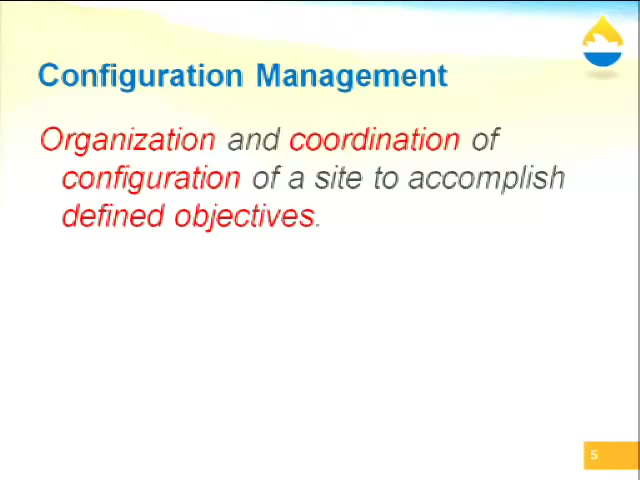 Configuration Management
Organization and coordination of
configuration of a site to accomplish
defined objectives.
5